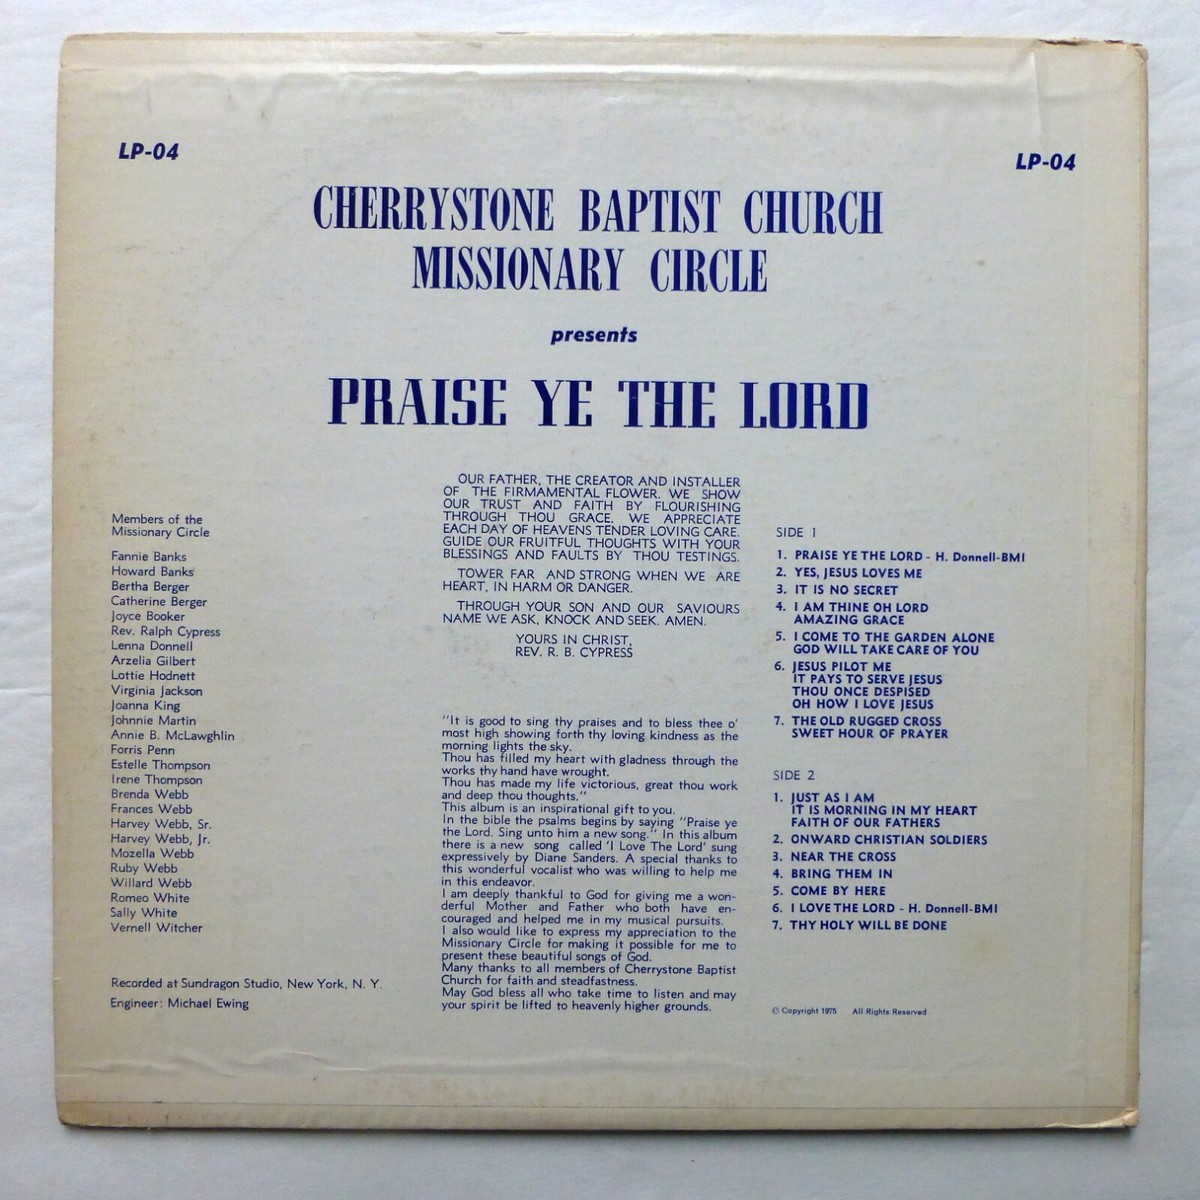 LP-04
LP-04
CHERRYSTONE BAPTIST CHURCH
MISSIONARY CIRCLE
presents
PRAISE YE THE LORD
Members of the
Missionary Circle
Fannie Banks
Howard Banks
Bertha Berger
Catherine Berger
Joyce Booker
Rev. Ralph Cypress
Lenna Donnell
Arzelia Gilbert
Lottie Hodnett
Virginia Jackson
Joanna King
Johnnie Martin
Annie B. McLawghlin
Forris Penn
Estelle Thompson
Irene Thompson
Brenda Webb
Frances Webb
Harvey Webb, Sr.
Harvey Webb, Jr.
Mozella Webb
Ruby Webb
Willard Webb
Romeo White
Sally White
Vernell Witcher
Recorded at Sundragon Studio, New York, N. Y.
Engineer: Michael Ewing
OUR FATHER, THE CREATOR AND INSTALLER
OF THE FIRMAMENTAL FLOWER. WE SHOW
OUR TRUST AND FAITH BY FLOURISHING
THROUGH THOU GRACE. WE APPRECIATE
EACH DAY OF HEAVENS TENDER LOVING CARE.
GUIDE OUR FRUITFUL THOUGHTS WITH YOUR
BLESSINGS AND FAULTS BY THOU TESTINGS.
TOWER FAR AND STRONG WHEN WE ARE
HEART, IN HARM OR DANGER.
THROUGH YOUR SON AND OUR SAVIOURS
NAME WE ASK, KNOCK AND SEEK. AMEN.
YOURS IN CHRIST,
REV. R. B. CYPRESS
"It is good to sing thy praises and to bless thee o'
most high showing forth thy loving kindness as the
morning lights the sky.
Thou has filled my heart with gladness through the
works thy hand have wrought.
Thou has made my life victorious, great thou work
and deep thou thoughts."
This album is an inspirational gift to you.
In the bible the psalms begins by saying "Praise ye
the Lord. Sing unto him a new song." In this album
there is a new song called 'I Love The Lord' sung
expressively by Diane Sanders. A special thanks to
this wonderful vocalist who was willing to help me
in this endeavor.
I am deeply thankful to God for giving me a won-
derful Mother and Father who both have en-
couraged and helped me in my musical pursuits.
I also would like to express my appreciation to the
Missionary Circle for making it possible for me to
present these beautiful songs of God.
Many thanks to all members of Cherrystone Baptist
Church for faith and steadfastness.
May God bless all who take time to listen and may
your spirit be lifted to heavenly higher grounds.
SIDE 1
1. PRAISE YE THE LORD - H. Donnell-BMI
2. YES, JESUS LOVES ME
3. IT IS NO SECRET
4. I AM THINE OH LORD
AMAZING GRACE
5. I COME TO THE GARDEN ALONE
GOD WILL TAKE CARE OF YOU
6. JESUS PILOT ME
IT PAYS TO SERVE JESUS
THOU ONCE DESPISED
OH HOW I LOVE JESUS
7. THE OLD RUGGED CROSS
SWEET HOUR OF PRAYER
SIDE 2
1. JUST AS I AM
IT IS MORNING IN MY HEART
FAITH OF OUR FATHERS
2. ONWARD CHRISTIAN SOLDIERS
3. NEAR THE CROSS
4. BRING THEM IN
5. COME BY HERE
6. I LOVE THE LORD - H. Donnell-BMI
7. THY HOLY WILL BE DONE
© Copyright 1975 All Rights Reserved